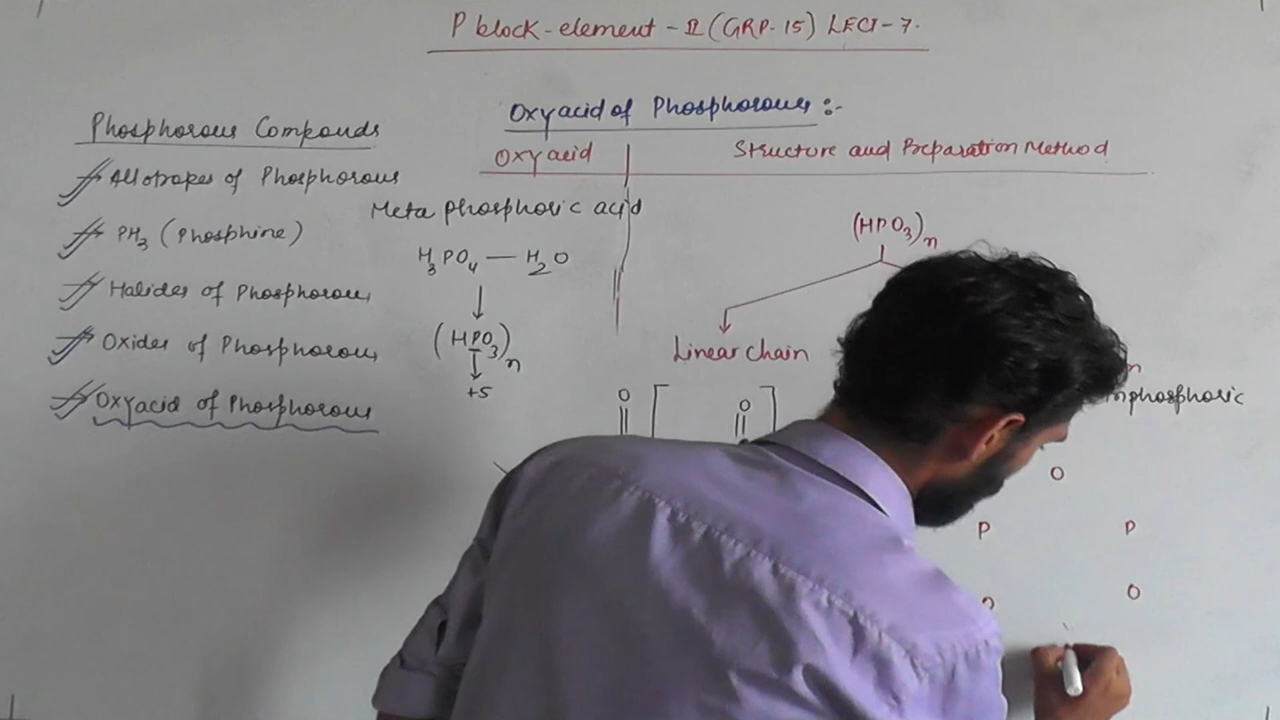 P block-element-II (GRP-15) LECT-7.
Phosphorous Compounds
Allotropes of Phosphorous
PH3 (Phosphine)
Halides of Phosphorous
Oxides of Phosphorous
Oxyacid of Phosphorous
Oxyacid of Phosphorous :-
Oxyacid
Structure and Preparation Method
Meta phosphoric acid
H3PO4 — H2O
(HPO3)n
+5
(HPO3)n
Linear chain
O
O
O
P
P
O
O